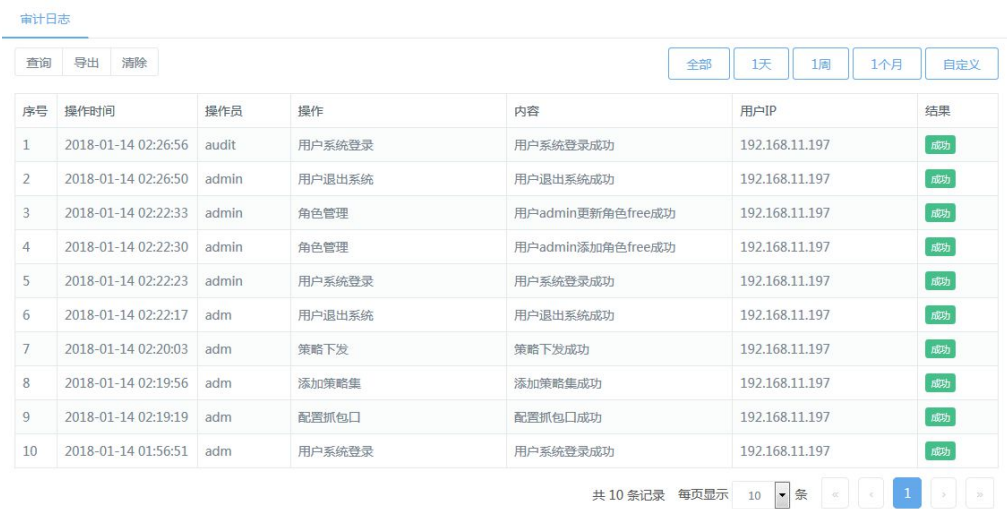 审计日志
查询 导出 清除 全部 1天 1周 1个月 自定义
序号 操作时间 操作员 操作 内容 用户IP 结果
1 2018-01-14 02:26:56 audit 用户系统登录 用户系统登录成功 192.168.11.197 成功
2 2018-01-14 02:26:50 admin 用户退出系统 用户退出系统成功 192.168.11.197 成功
3 2018-01-14 02:22:33 admin 角色管理 用户admin更新角色free成功 192.168.11.197 成功
4 2018-01-14 02:22:30 admin 角色管理 用户admin添加角色free成功 192.168.11.197 成功
5 2018-01-14 02:22:23 admin 用户系统登录 用户系统登录成功 192.168.11.197 成功
6 2018-01-14 02:22:17 adm 用户退出系统 用户退出系统成功 192.168.11.197 成功
7 2018-01-14 02:20:03 adm 策略下发 策略下发成功 192.168.11.197 成功
8 2018-01-14 02:19:56 adm 添加策略集 添加策略集成功 192.168.11.197 成功
9 2018-01-14 02:19:19 adm 配置抓包口 配置抓包口成功 192.168.11.197 成功
10 2018-01-14 01:56:51 adm 用户系统登录 用户系统登录成功 192.168.11.197 成功
共 10 条记录 每页显示 10 条 « ‹ 1 › »